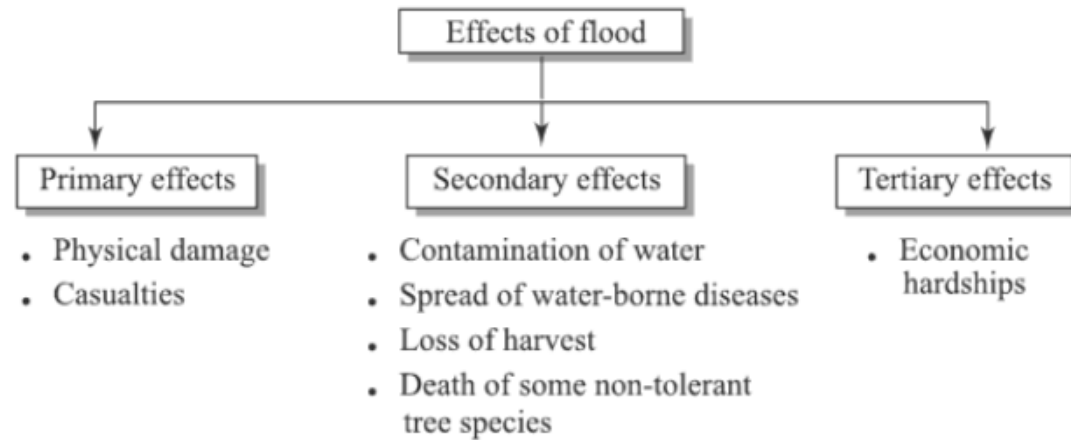 Effects of flood
Primary effects
• Physical damage
• Casualties
Secondary effects
• Contamination of water
• Spread of water-borne diseases
• Loss of harvest
• Death of some non-tolerant
tree species
Tertiary effects
• Economic
hardships